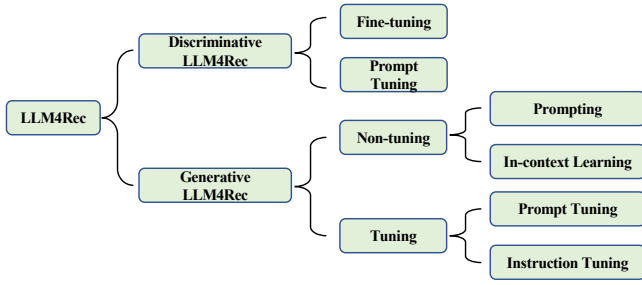 LLM4Rec
Discriminative
LLM4Rec
Fine-tuning
Prompt
Tuning
Generative
LLM4Rec
Non-tuning
Prompting
In-context Learning
Tuning
Prompt Tuning
Instruction Tuning